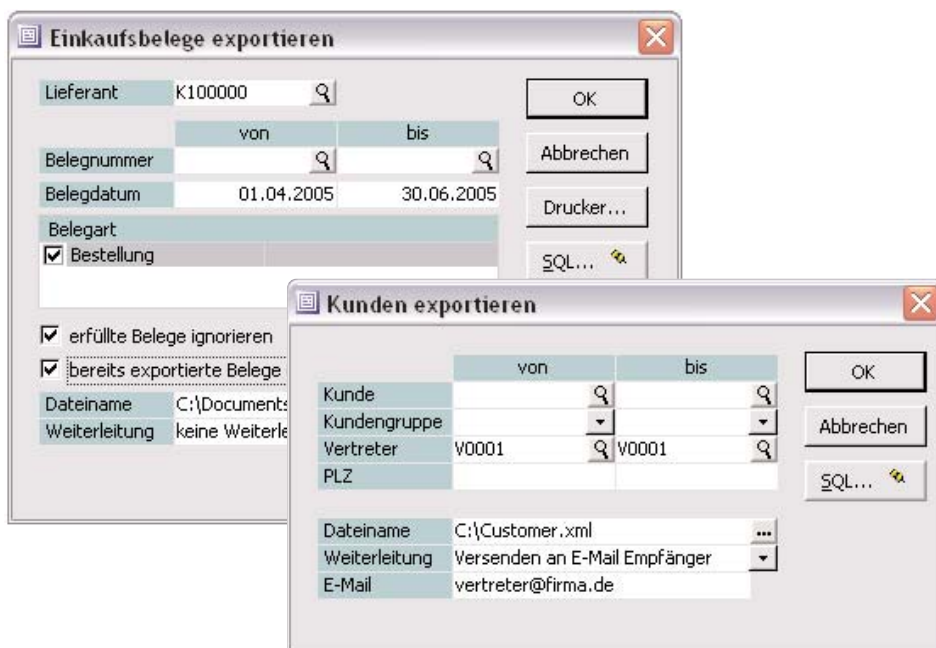 Einkaufsbelege exportieren
Lieferant K100000
OK
von bis
Belegnummer
Abbrechen
Belegdatum 01.04.2005 30.06.2005
Drucker...
Belegart
Bestellung
SQL...
erfüllte Belege ignorieren
bereits exportierte Belege
Dateiname C:\Documents
Weiterleitung keine Weiterle
Kunden exportieren
von bis
OK
Kunde
Kundengruppe
Abbrechen
Vertreter V0001 V0001
PLZ
SQL...
Dateiname C:\Customer.xml ...
Weiterleitung Versenden an E-Mail Empfänger
E-Mail vertreter@firma.de